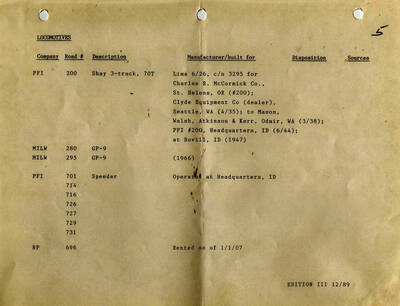 5
LOCOMOTIVES
Company Road # Description Manufacturer/built for Disposition Sources
PFI 200 Shay 3-truck, 70T Lima 6/26, c/n 3295 for
Charles R. McCormick Co.,
St. Helens, OR (#200);
Clyde Equipment Co (dealer),
Seattle, WA (4/35); to Mason,
Walsh, Atkinson & Kerr, Odair, WA (3/38);
PFI #200, Headquarters, ID (6/44);
at Bovill, ID (1947)
MILW 280 GP-9
MILW 295 GP-9 (1966)
PFI 701 Speeder Operated at Headquarters, ID
714
716
726
727
729
731
NP 696 Rented as of 1/1/07
EDITION III 12/89